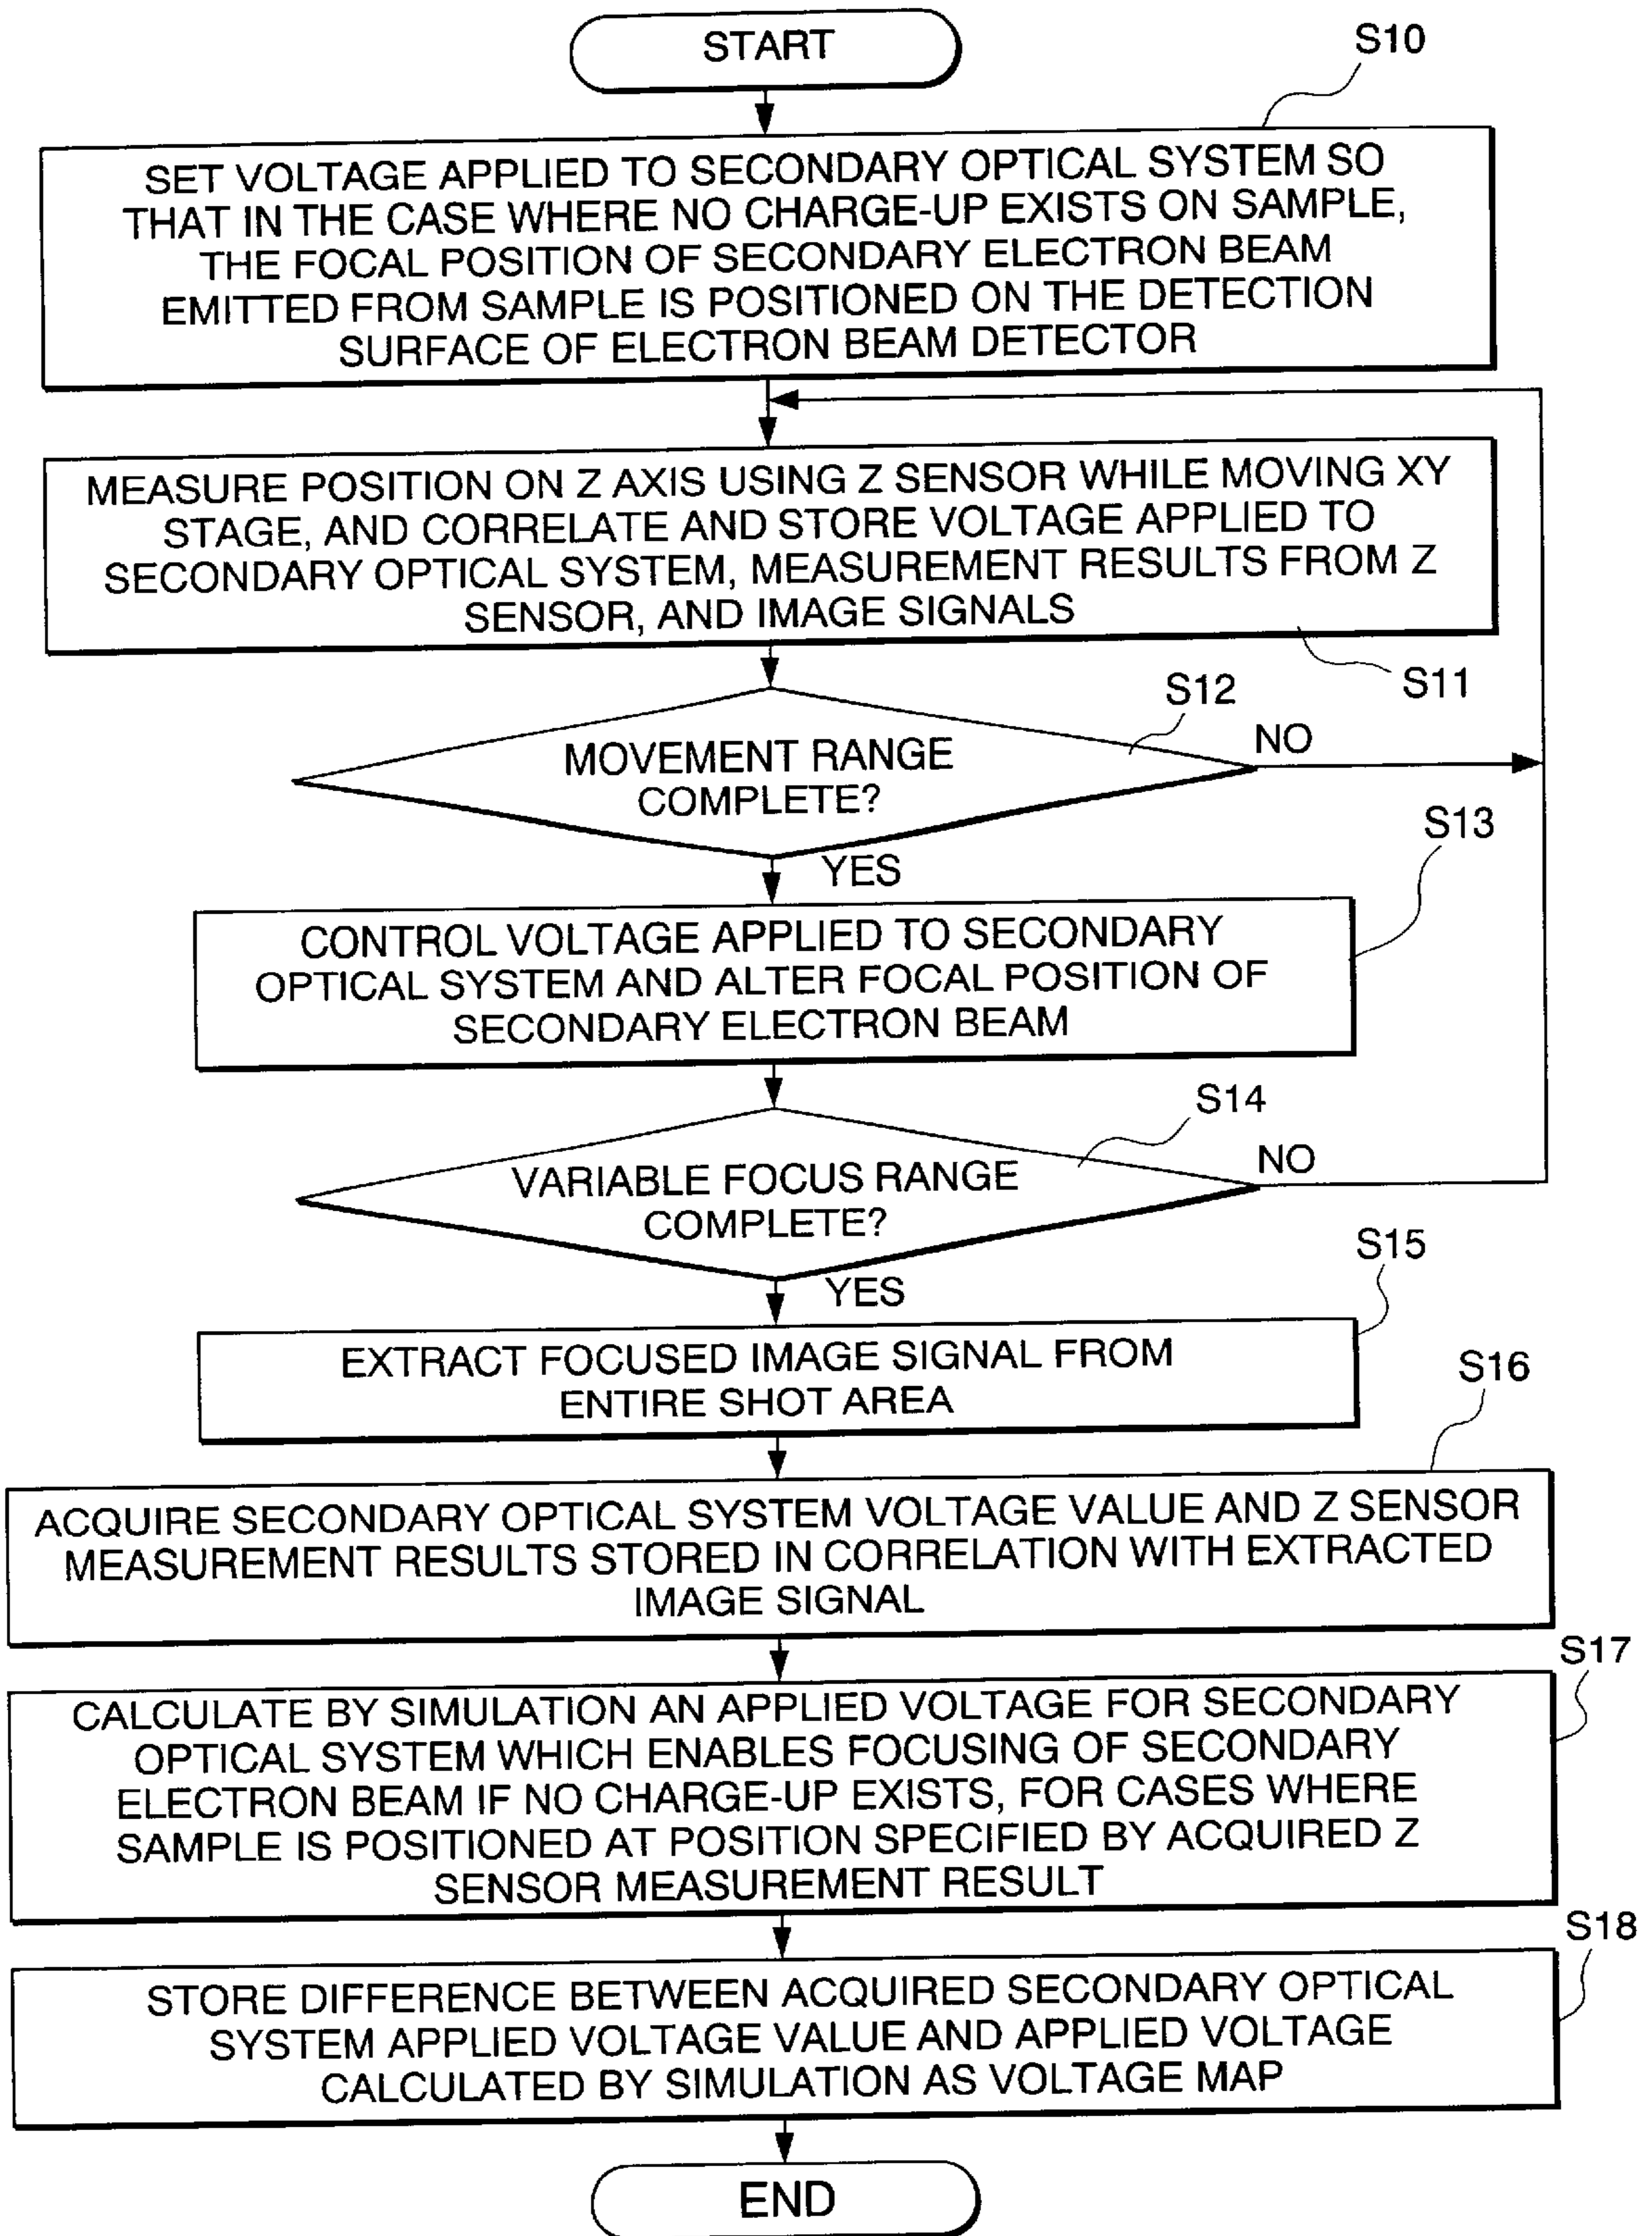 START
S10
SET VOLTAGE APPLIED TO SECONDARY OPTICAL SYSTEM SO
THAT IN THE CASE WHERE NO CHARGE-UP EXISTS ON SAMPLE,
THE FOCAL POSITION OF SECONDARY ELECTRON BEAM
EMITTED FROM SAMPLE IS POSITIONED ON THE DETECTION
SURFACE OF ELECTRON BEAM DETECTOR
MEASURE POSITION ON Z AXIS USING Z SENSOR WHILE MOVING XY
STAGE, AND CORRELATE AND STORE VOLTAGE APPLIED TO
SECONDARY OPTICAL SYSTEM, MEASUREMENT RESULTS FROM Z
SENSOR, AND IMAGE SIGNALS
S11
S12
MOVEMENT RANGE
COMPLETE?
NO
YES
S13
CONTROL VOLTAGE APPLIED TO SECONDARY
OPTICAL SYSTEM AND ALTER FOCAL POSITION OF
SECONDARY ELECTRON BEAM
S14
VARIABLE FOCUS RANGE
COMPLETE?
NO
YES
S15
EXTRACT FOCUSED IMAGE SIGNAL FROM
ENTIRE SHOT AREA
S16
ACQUIRE SECONDARY OPTICAL SYSTEM VOLTAGE VALUE AND Z SENSOR
MEASUREMENT RESULTS STORED IN CORRELATION WITH EXTRACTED
IMAGE SIGNAL
S17
CALCULATE BY SIMULATION AN APPLIED VOLTAGE FOR SECONDARY
OPTICAL SYSTEM WHICH ENABLES FOCUSING OF SECONDARY
ELECTRON BEAM IF NO CHARGE-UP EXISTS, FOR CASES WHERE
SAMPLE IS POSITIONED AT POSITION SPECIFIED BY ACQUIRED Z
SENSOR MEASUREMENT RESULT
S18
STORE DIFFERENCE BETWEEN ACQUIRED SECONDARY OPTICAL
SYSTEM APPLIED VOLTAGE VALUE AND APPLIED VOLTAGE
CALCULATED BY SIMULATION AS VOLTAGE MAP
END